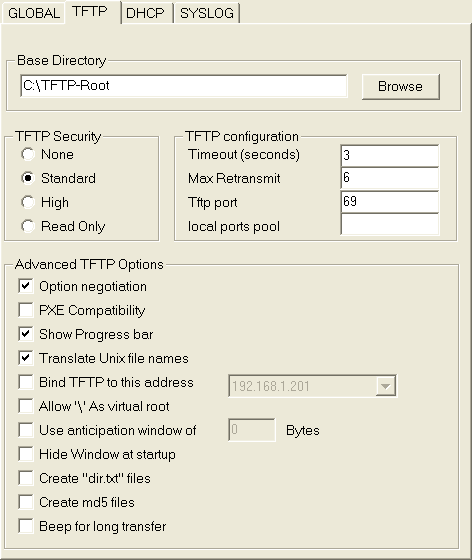 GLOBAL TFTP DHCP SYSLOG
Base Directory
C:\TFTP-Root Browse
TFTP Security
None
Standard
High
Read Only
TFTP configuration
Timeout (seconds) 3
Max Retransmit 6
Tftp port 69
local ports pool
Advanced TFTP Options
Option negotiation
PXE Compatibility
Show Progress bar
Translate Unix file names
Bind TFTP to this address 192.168.1.201
Allow '\' As virtual root
Use anticipation window of 0 Bytes
Hide Window at startup
Create "dir.txt" files
Create md5 files
Beep for long transfer